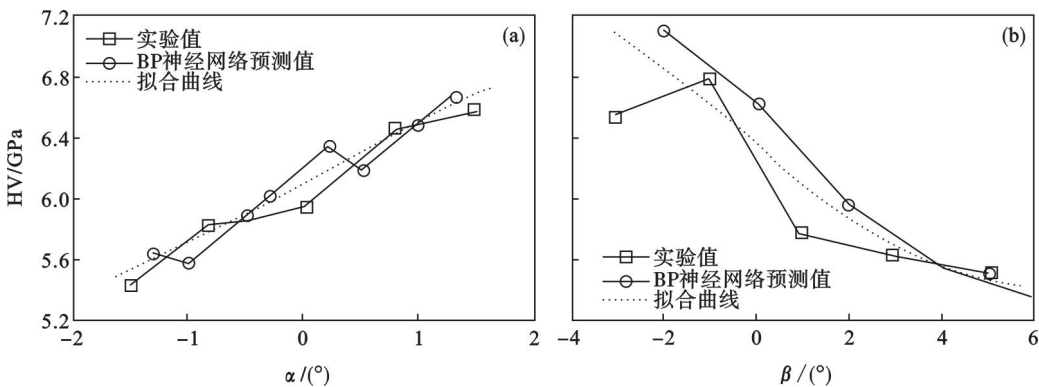 7.2
6.8
6.4
6.0
5.6
5.2
HV/GPa
实验值
BP神经网络预测值
拟合曲线
(a)
-2
-1
0
1
2
α/(°)
(b)
实验值
BP神经网络预测值
拟合曲线
-4
-2
0
2
4
6
β/(°)